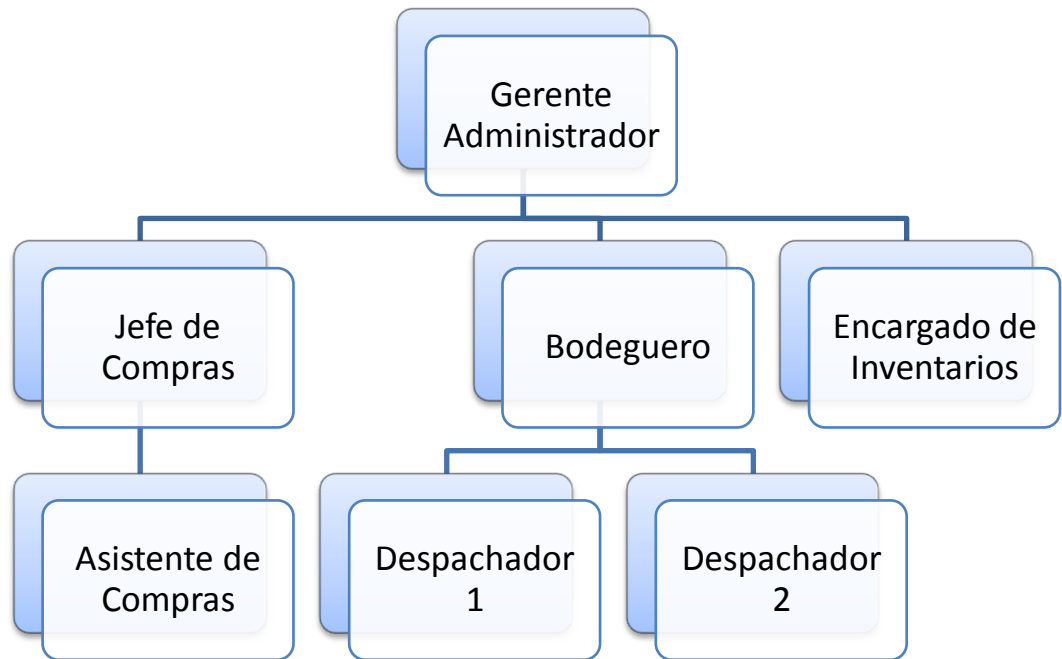 Gerente
Administrador
Jefe de
Compras
Bodeguero
Encargado de
Inventarios
Asistente de
Compras
Despachador
1
Despachador
2